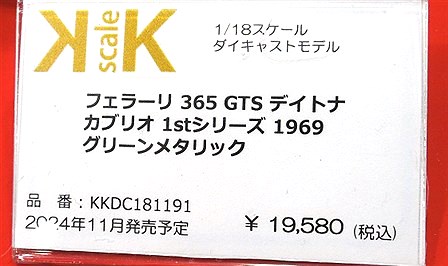 KK scale
1/18スケール
ダイキャストモデル
フェラーリ 365 GTS デイトナ
カブリオ 1stシリーズ 1969
グリーンメタリック
品 番：KKDC181191
2024年11月発売予定
¥ 19,580 (税込)